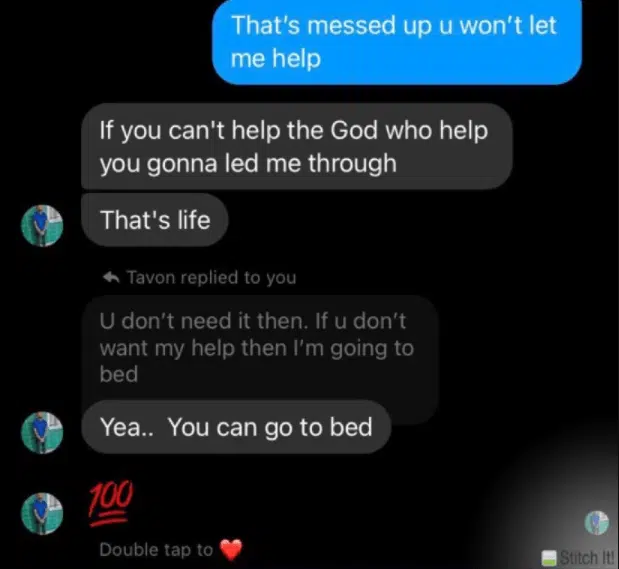 That's messed up u won't let
me help
If you can't help the God who help
you gonna led me through
That's life
Tavon replied to you
U don't need it then. If u don't
want my help then I'm going to
bed
Yea.. You can go to bed
💯
Double tap to ❤️
Stitch It!